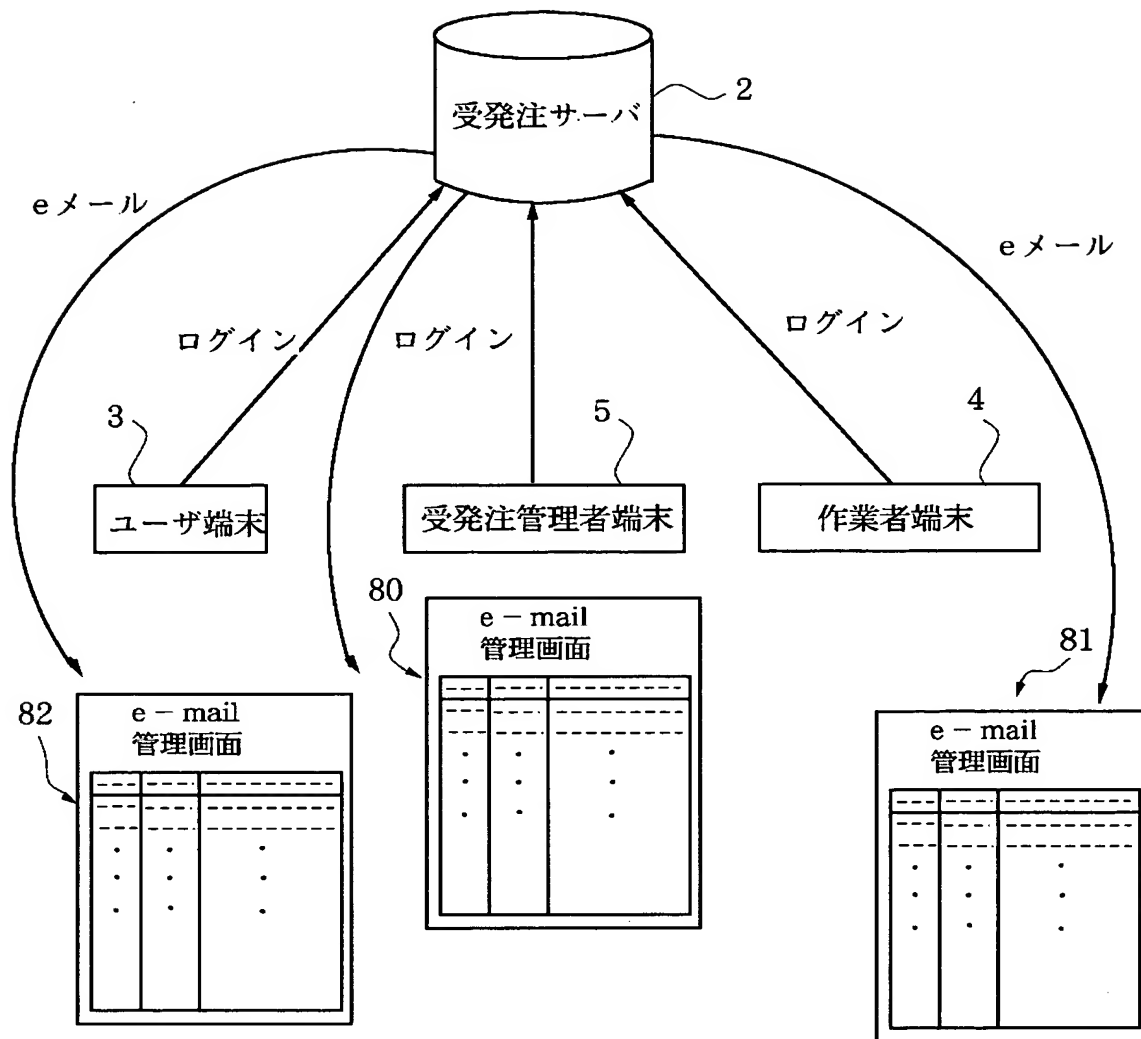 受発注サーバ
2
eメール
eメール
ログイン
ログイン
ログイン
3
5
4
ユーザ端末
受発注管理者端末
作業者端末
80
e-mail
管理画面
81
82
e-mail
管理画面
e-mail
管理画面